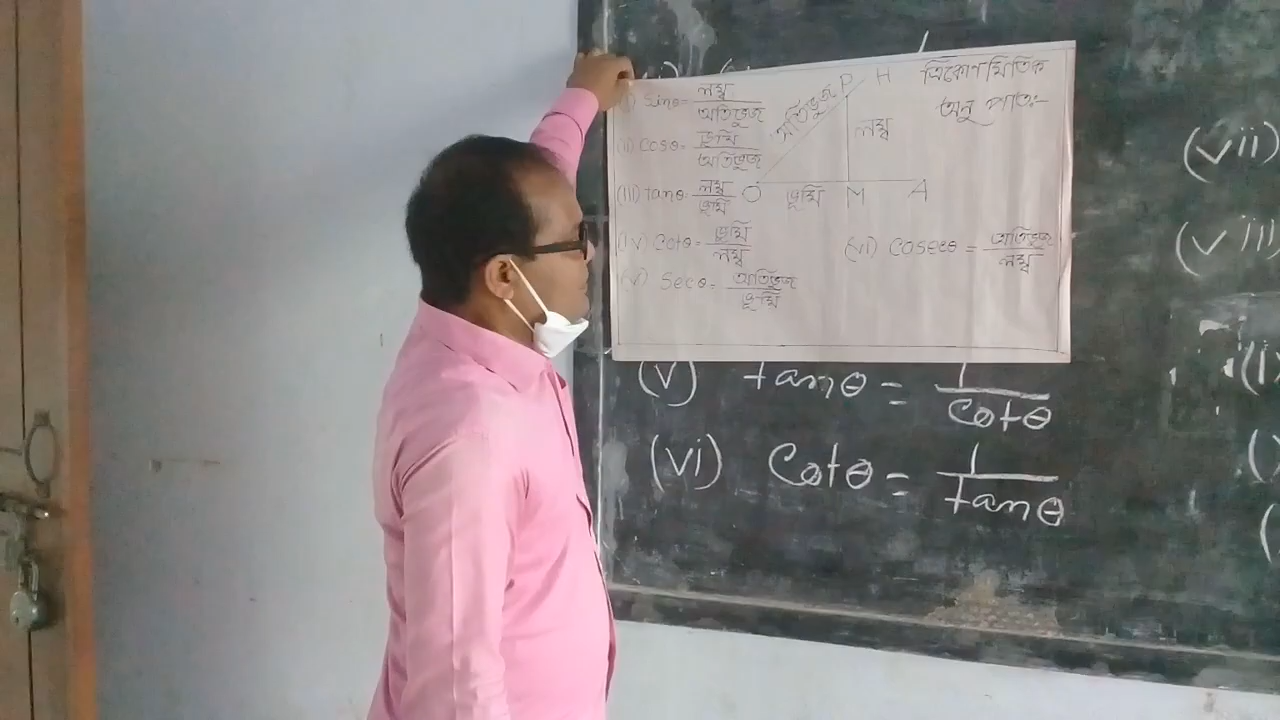 ত্রিকোণমিতিক
অনুপাতঃ-
(i) sinθ = লম্ব / অতিভুজ
(ii) cosθ = ভূমি / অতিভুজ
(iii) tanθ = লম্ব / ভূমি
(iv) cotθ = ভূমি / লম্ব
(v) Secθ = অতিভুজ / ভূমি
(vi) Cosecθ = অতিভুজ / লম্ব
P H
অতিভুজ
লম্ব
O ভূমি M A
(v) tanθ = 1 / Cotθ
(vi) Cotθ = 1 / tanθ
(vii)
(viii)